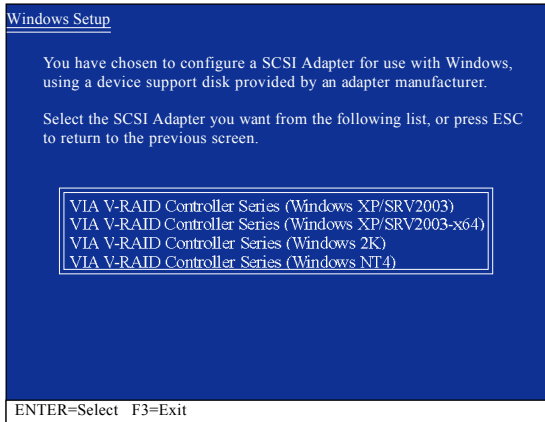 Windows Setup
You have chosen to configure a SCSI Adapter for use with Windows,
using a device support disk provided by an adapter manufacturer.
Select the SCSI Adapter you want from the following list, or press ESC
to return to the previous screen.
VIA V-RAID Controller Series (Windows XP/SRV2003)
VIA V-RAID Controller Series (Windows XP/SRV2003-x64)
VIA V-RAID Controller Series (Windows 2K)
VIA V-RAID Controller Series (Windows NT4)
ENTER=Select F3=Exit